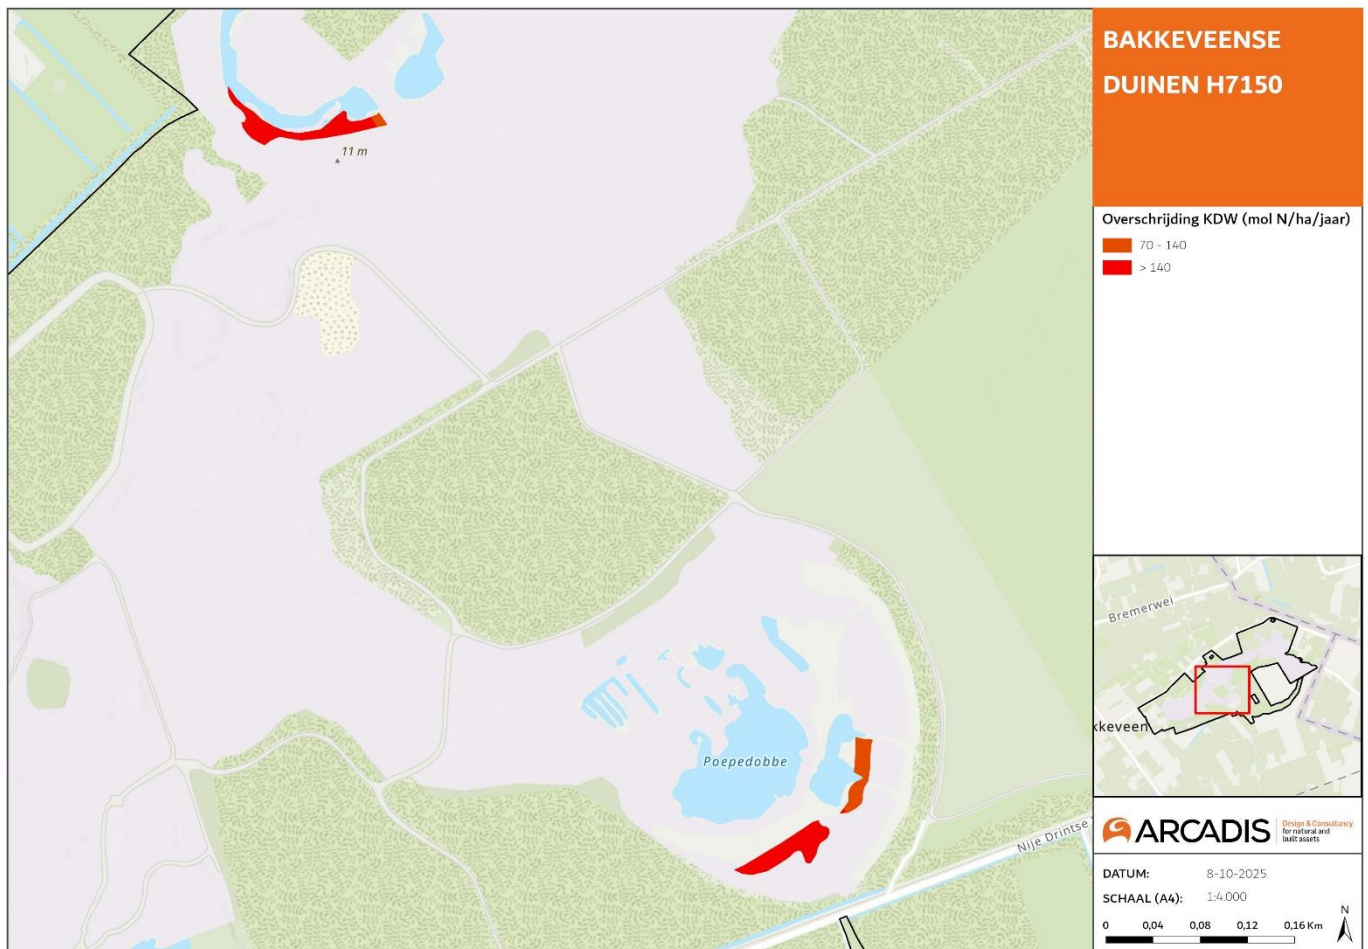 BAKKEVEENSE
DUINEN H7150
Overschrijding KDW (mol N/ha/jaar)
70 - 140
> 140
11 m
Poepedobbe
Nije Drintse
Bremerwei
kkeveen
ARCADIS
Design & Consultancy
for natural and
built assets
DATUM: 8-10-2025
SCHAAL (A4): 1:4.000
0 0,04 0,08 0,12 0,16 Km
N